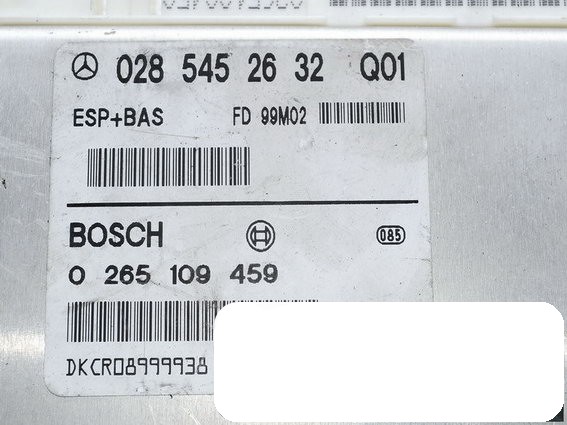 028 545 26 32 Q01
ESP+BAS FD 99M02
BOSCH 085
0 265 109 459
DKCR08999938